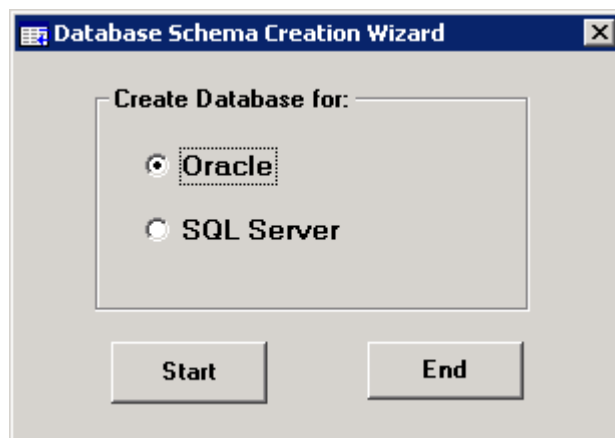 Database Schema Creation Wizard
Create Database for:
Oracle
SQL Server
Start End